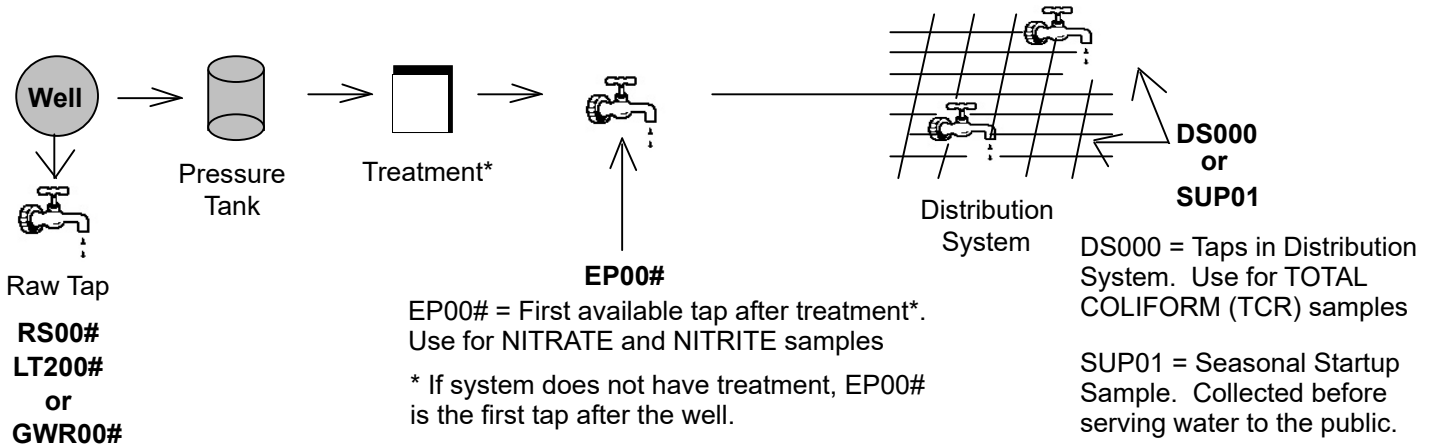 Well
Raw Tap
RS00#
LT200#
or
GWR00#
Pressure
Tank
Treatment*
EP00#
EP00# = First available tap after treatment*.
Use for NITRATE and NITRITE samples
* If system does not have treatment, EP00#
is the first tap after the well.
Distribution
System
DS000
or
SUP01
DS000 = Taps in Distribution
System. Use for TOTAL
COLIFORM (TCR) samples
SUP01 = Seasonal Startup
Sample. Collected before
serving water to the public.